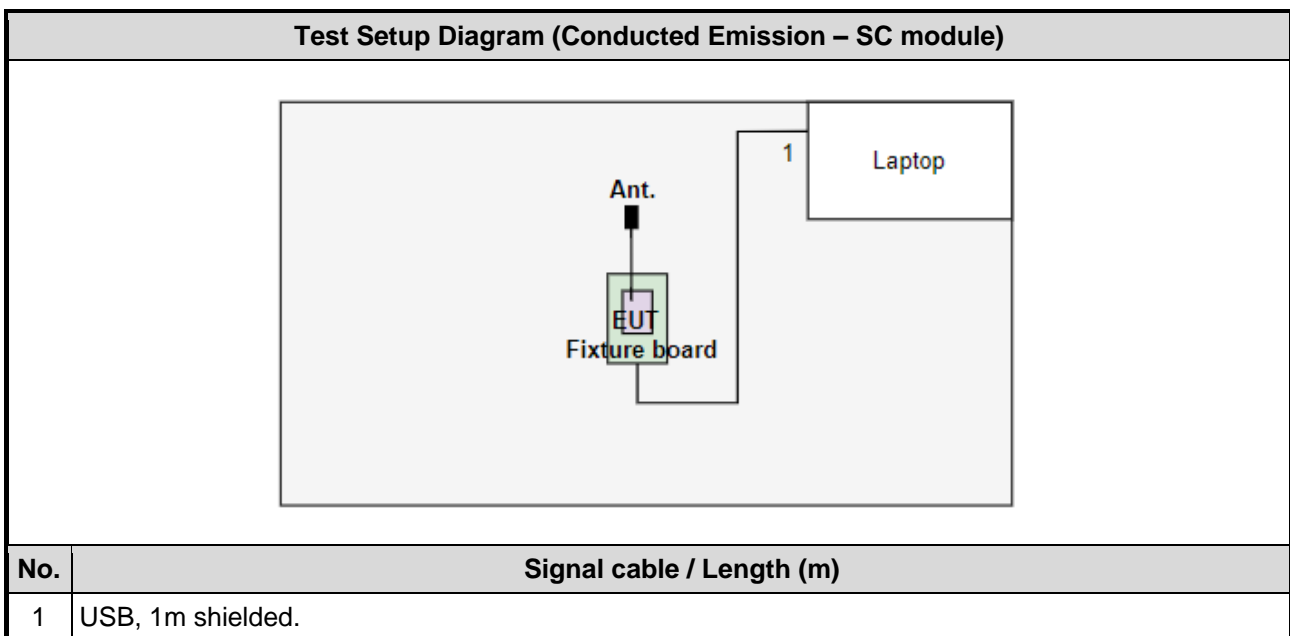 Test Setup Diagram (Conducted Emission – SC module)
1
Laptop
Ant.
EUT
Fixture board
No. Signal cable / Length (m)
1 USB, 1m shielded.